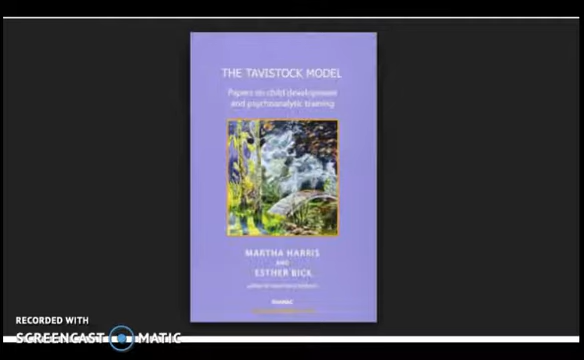 THE TAVISTOCK MODEL
Papers on child development
and psychoanalytic training
MARTHA HARRIS
AND
ESTHER BICK
RECORDED WITH
SCREENCAST MATIC